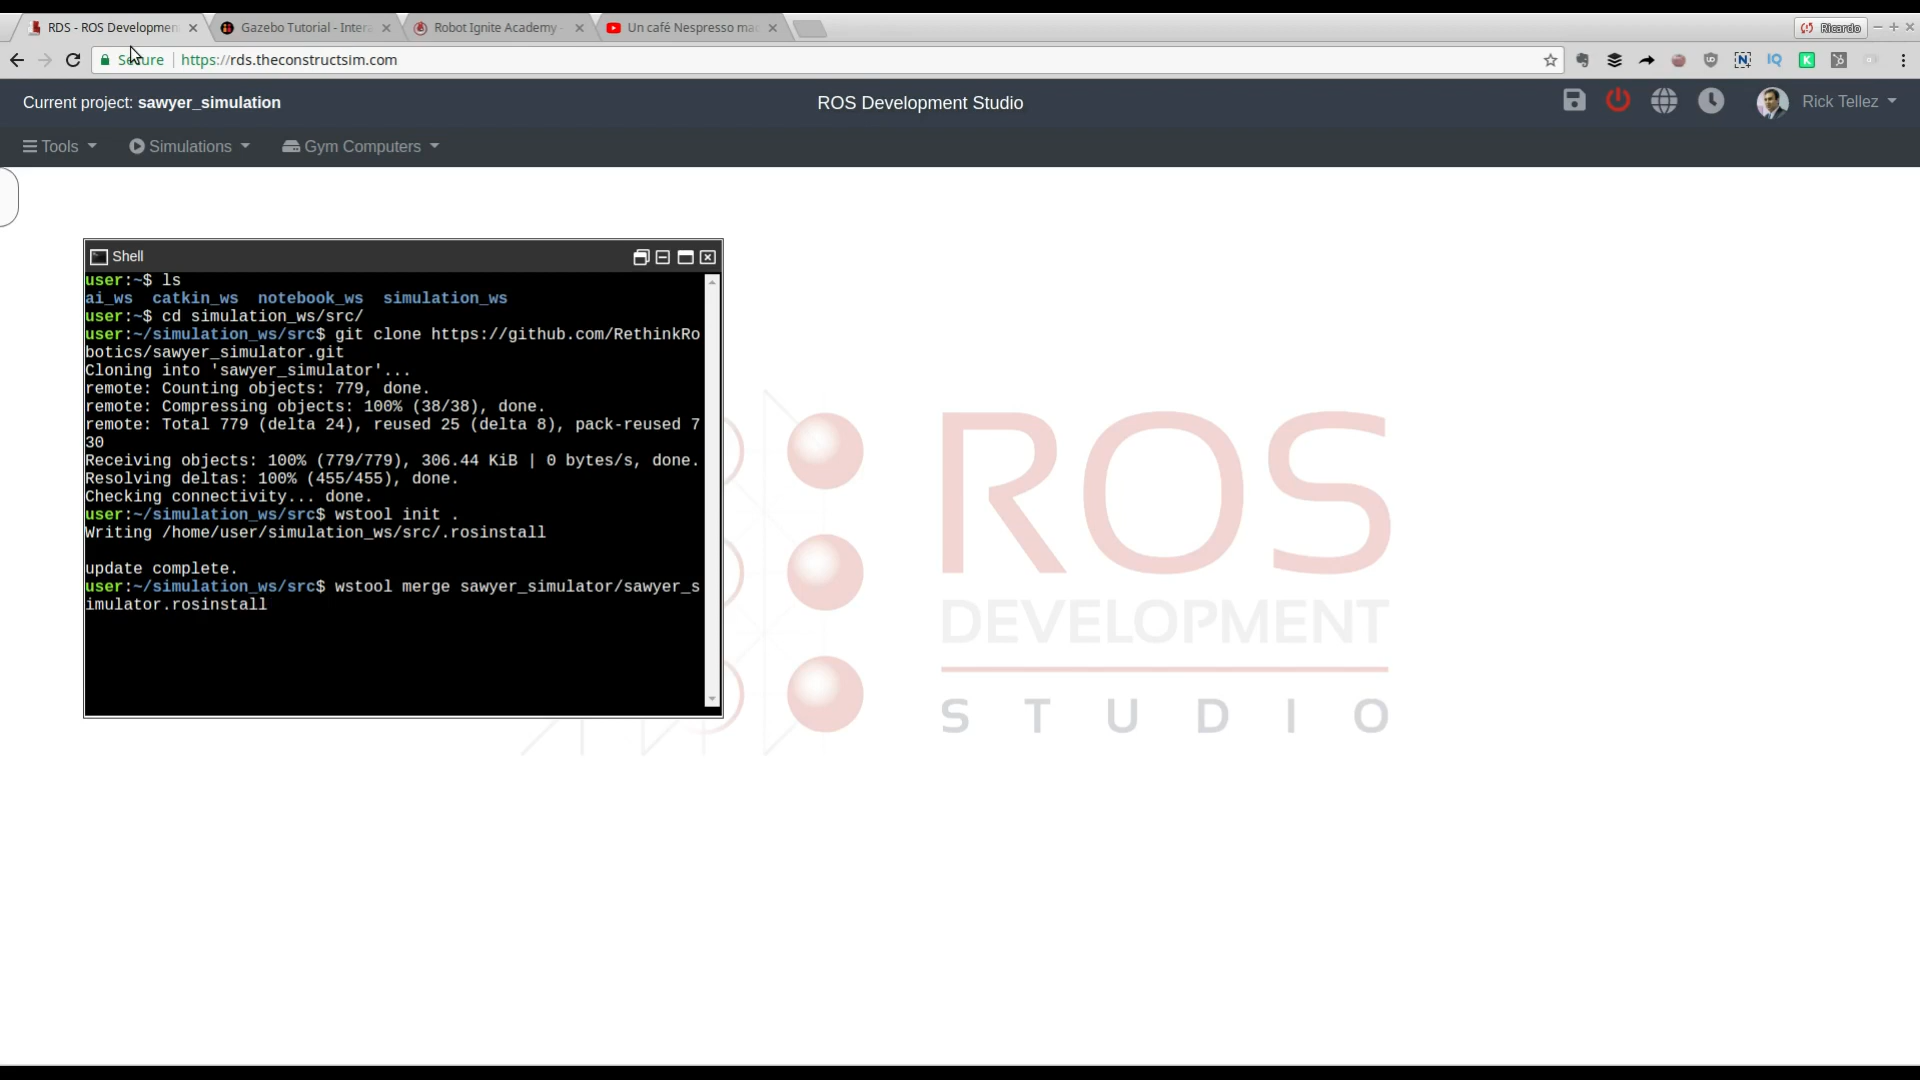 RDS - ROS Developmen
Gazebo Tutorial - Intera
Robot Ignite Academy -
Un café Nespresso ma
Ricardo
Secure
https://rds.theconstructsim.com
Current project: sawyer_simulation
ROS Development Studio
Rick Tellez
Tools
Simulations
Gym Computers
Shell
user:~$ ls
ai_ws  catkin_ws  notebook_ws  simulation_ws
user:~$ cd simulation_ws/src/
user:~/simulation_ws/src$ git clone https://github.com/RethinkRo
botics/sawyer_simulator.git
Cloning into 'sawyer_simulator'...
remote: Counting objects: 779, done.
remote: Compressing objects: 100% (38/38), done.
remote: Total 779 (delta 24), reused 25 (delta 8), pack-reused 7
30
Receiving objects: 100% (779/779), 306.44 KiB | 0 bytes/s, done.
Resolving deltas: 100% (455/455), done.
Checking connectivity... done.
user:~/simulation_ws/src$ wstool init .
Writing /home/user/simulation_ws/src/.rosinstall
update complete.
user:~/simulation_ws/src$ wstool merge sawyer_simulator/sawyer_s
imulator.rosinstall
ROS
DEVELOPMENT
STUDIO